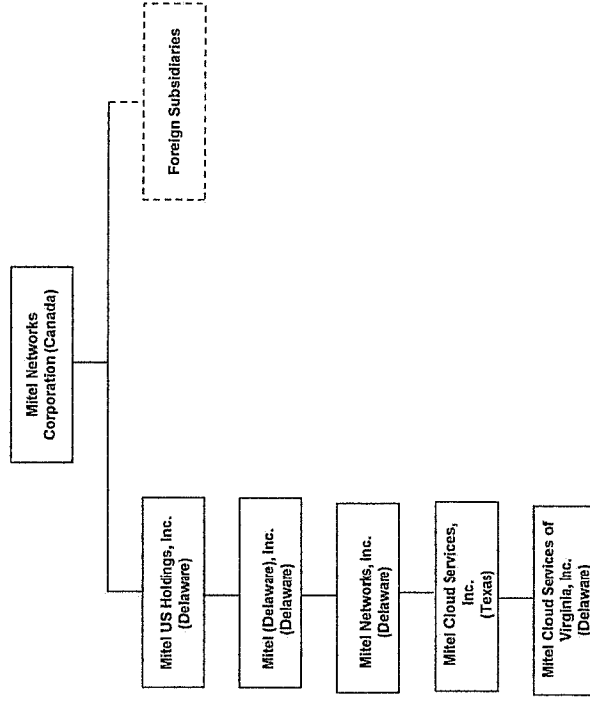 Mitel Networks
Corporation (Canada)
Foreign Subsidiaries
Mitel US Holdings, Inc.
(Delaware)
Mitel (Delaware), Inc.
(Delaware)
Mitel Networks, Inc.
(Delaware)
Mitel Cloud Services,
Inc.
(Texas)
Mitel Cloud Services of
Virginia, Inc.
(Delaware)